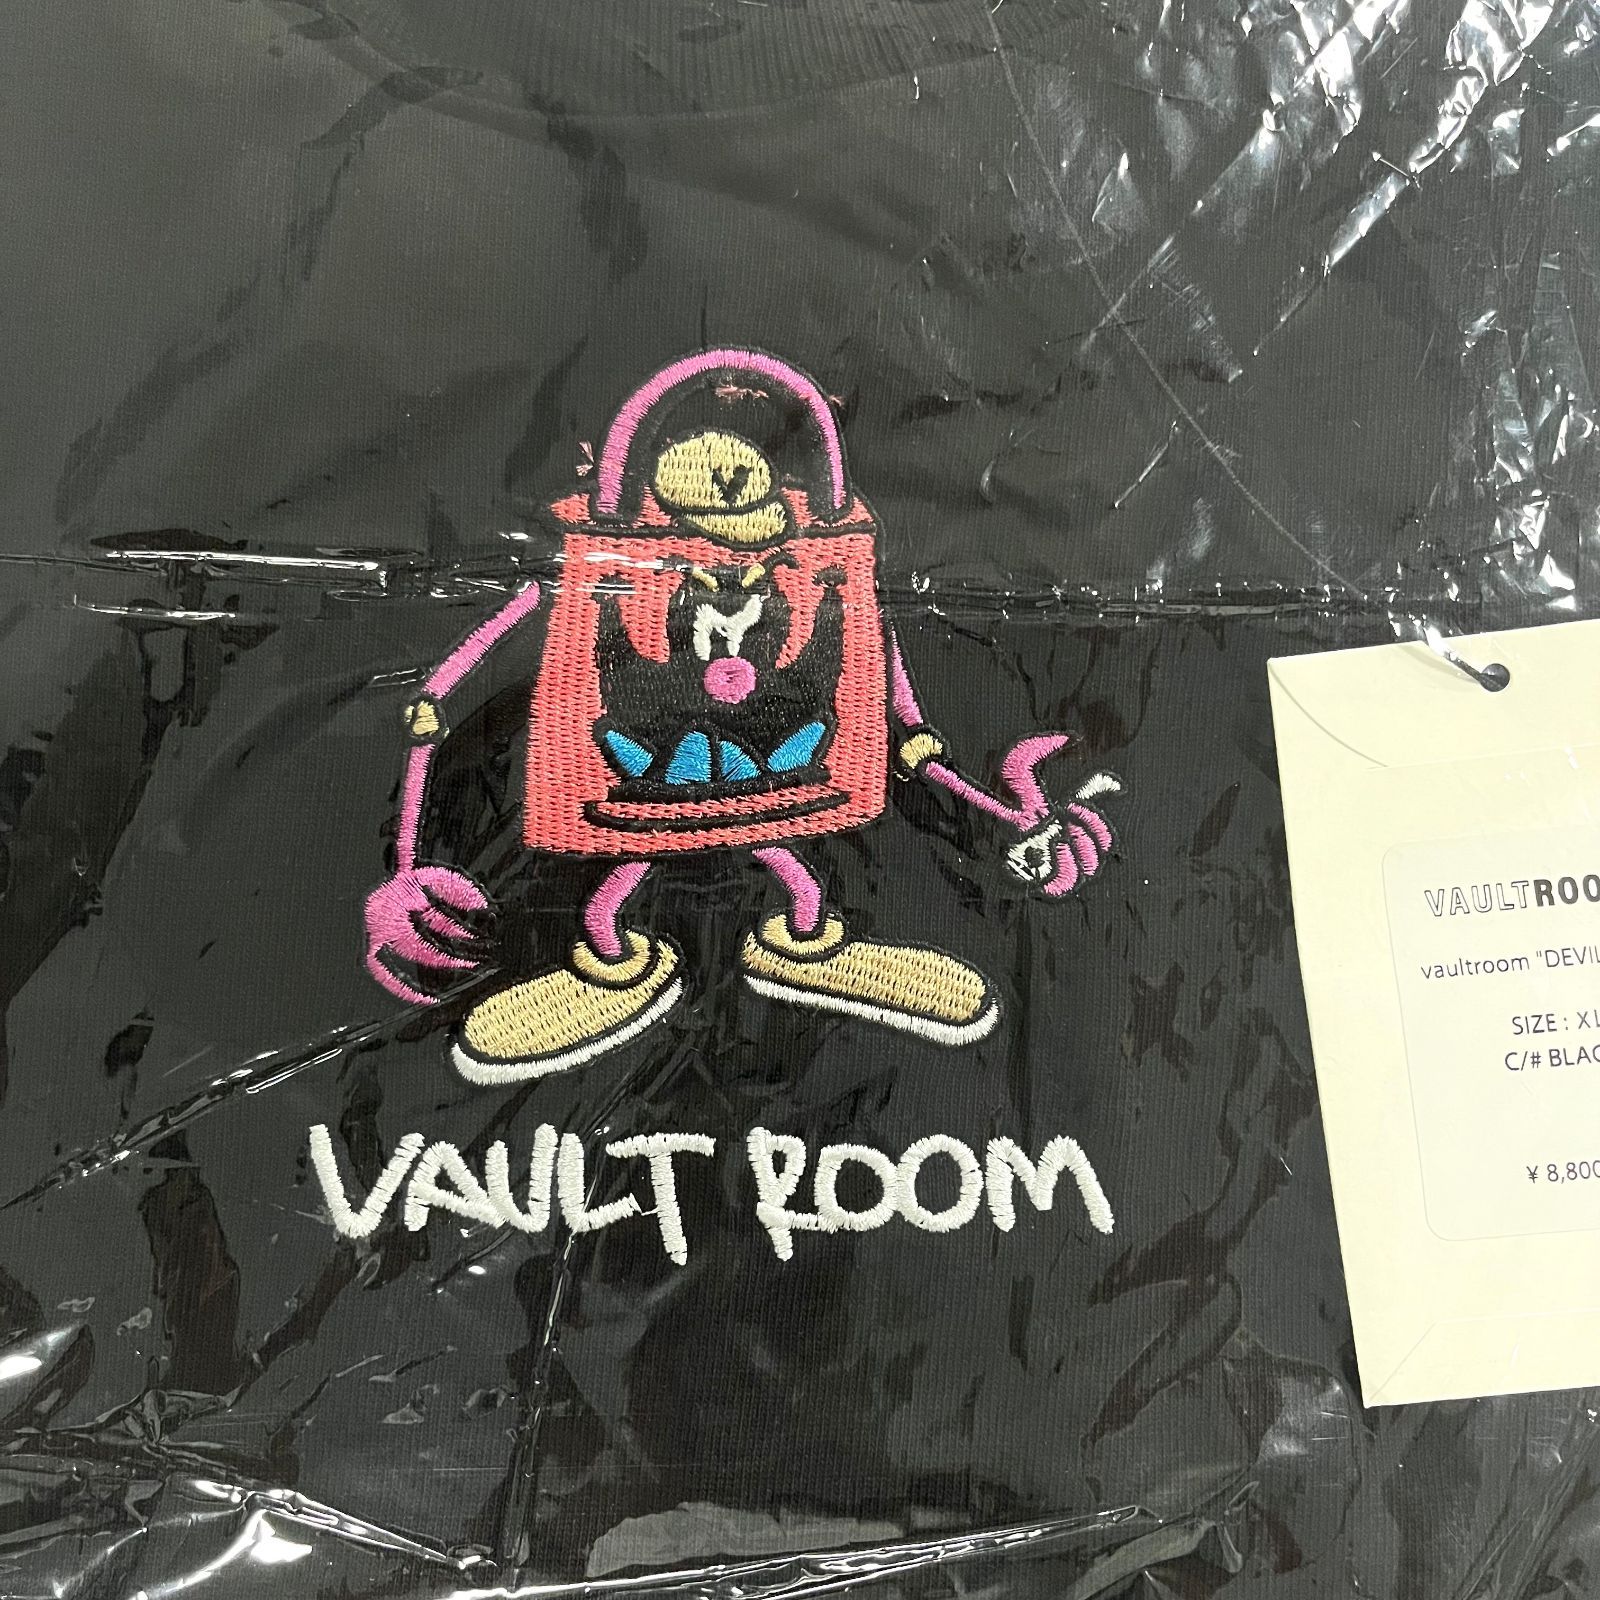 V
VAULT ROOM
VAULTROO
vaultroom "DEVIL
SIZE : XL
C/# BLAC
¥ 8,800